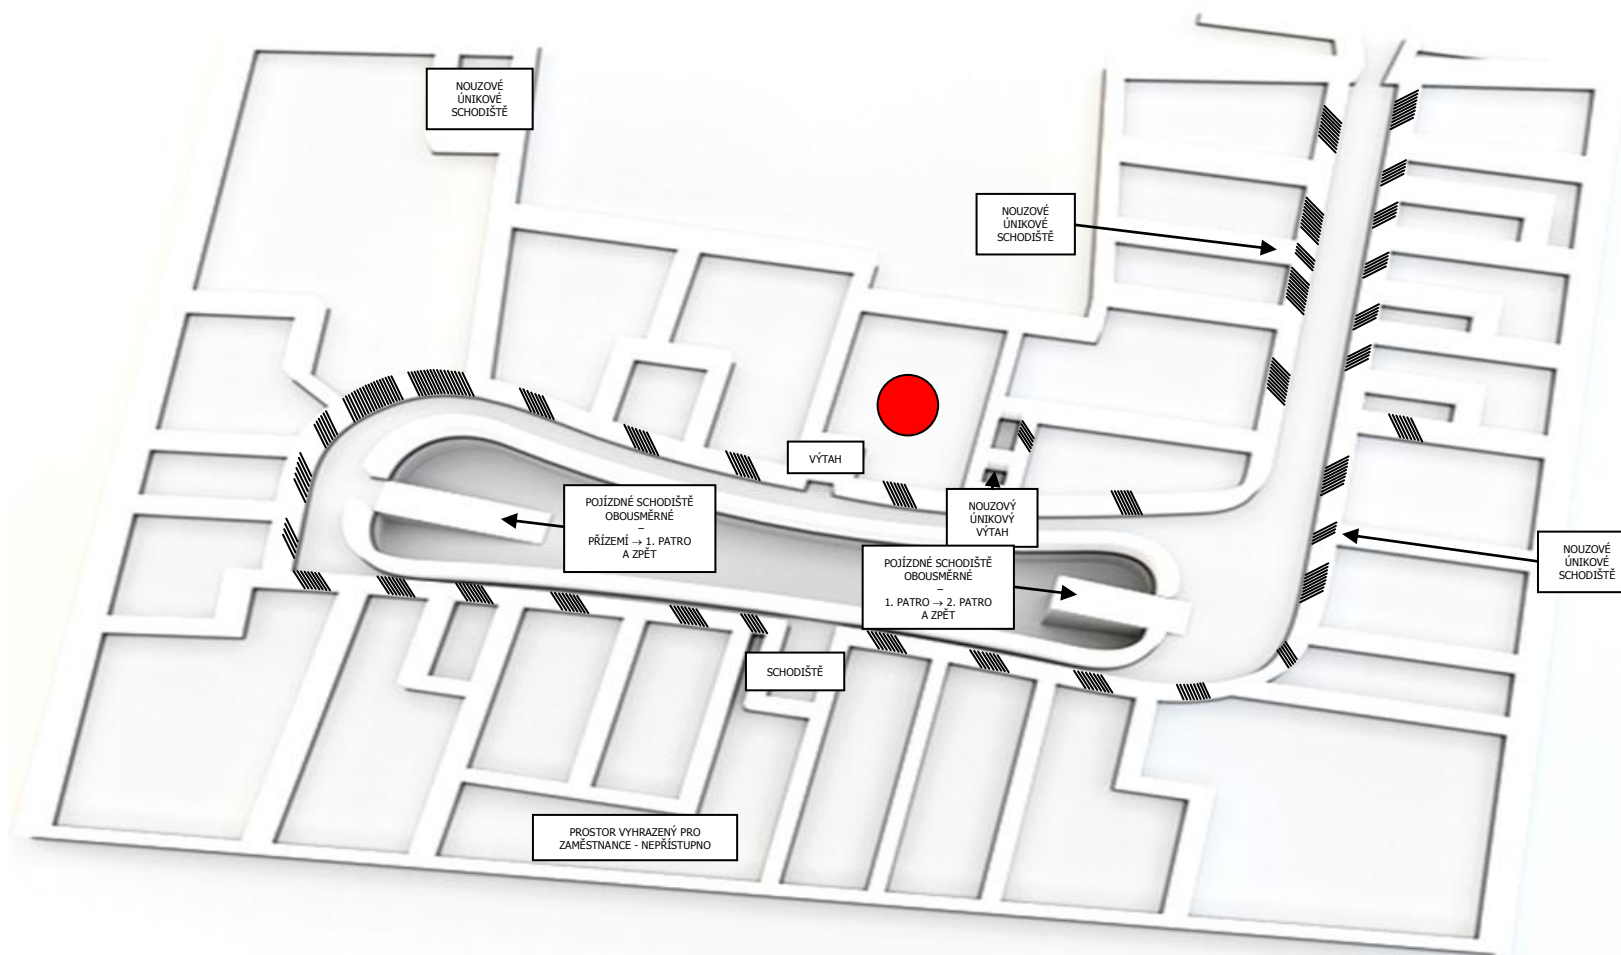 NOUZOVÉ
ÚNIKOVÉ
SCHODIŠTĚ
NOUZOVÉ
ÚNIKOVÉ
SCHODIŠTĚ
VÝTAH
POJÍZDNÉ SCHODIŠTĚ
OBOUSMĚRNÉ
–
PŘÍZEMÍ → 1. PATRO
A ZPĚT
NOUZOVÝ
ÚNIKOVÝ
VÝTAH
POJÍZDNÉ SCHODIŠTĚ
OBOUSMĚRNÉ
–
1. PATRO → 2. PATRO
A ZPĚT
NOUZOVÉ
ÚNIKOVÉ
SCHODIŠTĚ
SCHODIŠTĚ
PROSTOR VYHRAZENÝ PRO
ZAMĚSTNANCE - NEPŘÍSTUPNO